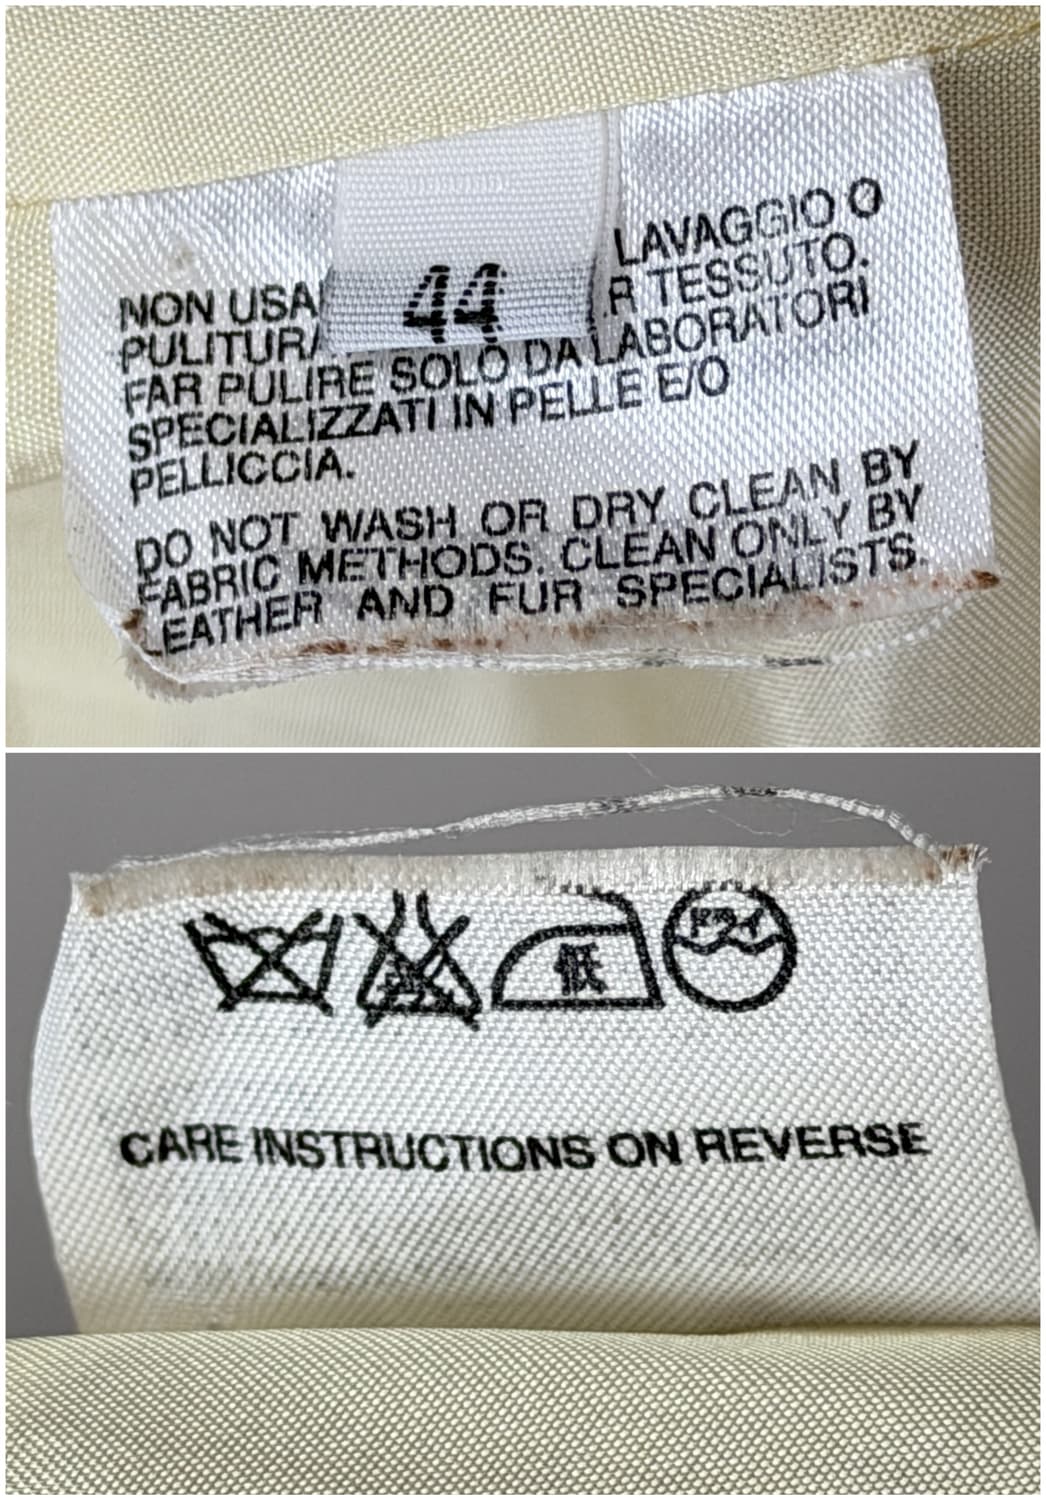 NON USA LAVAGGIO O
PULITURA R TESSUTO.
FAR PULIRE SOLO DA LABORATORI
SPECIALIZZATI IN PELLE E/O
PELLICCIA.
44
DO NOT WASH OR DRY CLEAN BY
FABRIC METHODS. CLEAN ONLY BY
LEATHER AND FUR SPECIALISTS.
低
ドライ
CARE INSTRUCTIONS ON REVERSE